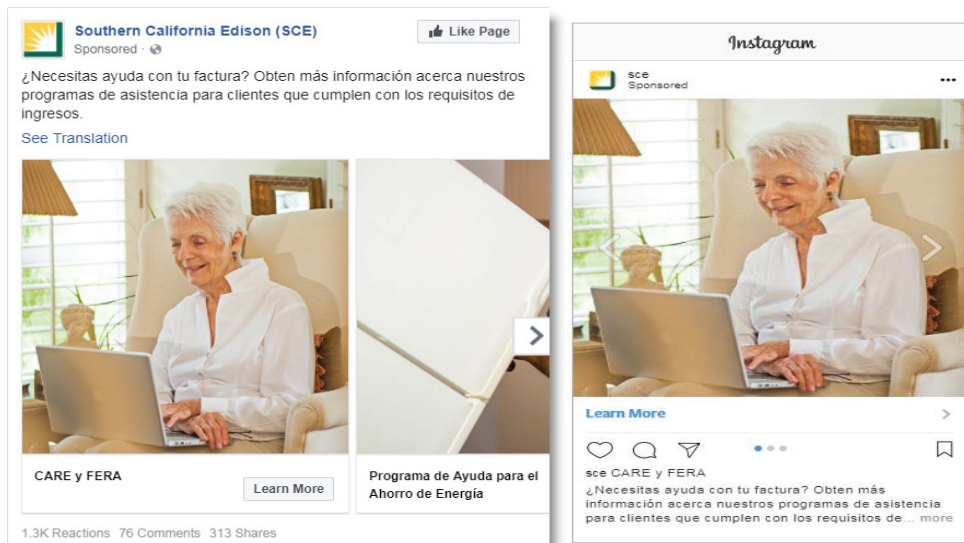 Southern California Edison (SCE)
Sponsored ·
Like Page
¿Necesitas ayuda con tu factura? Obten más información acerca nuestros
programas de asistencia para clientes que cumplen con los requisitos de
ingresos.
See Translation
CARE y FERA
Learn More
Programa de Ayuda para el
Ahorro de Energía
1.3K Reactions 76 Comments 313 Shares
Instagram
sce
Sponsored
Learn More
sce CARE y FERA
¿Necesitas ayuda con tu factura? Obten más
información acerca nuestros programas de asistencia
para clientes que cumplen con los requisitos de... more